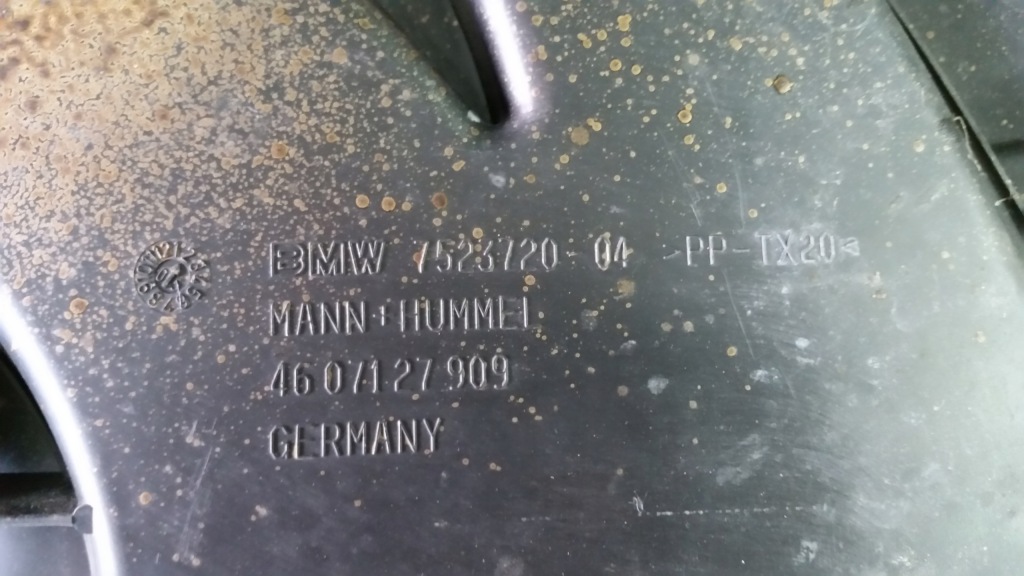 BMW 7523720-04 >PP-TX20<
MANN+HUMMEL
46 071 27 909
GERMANY